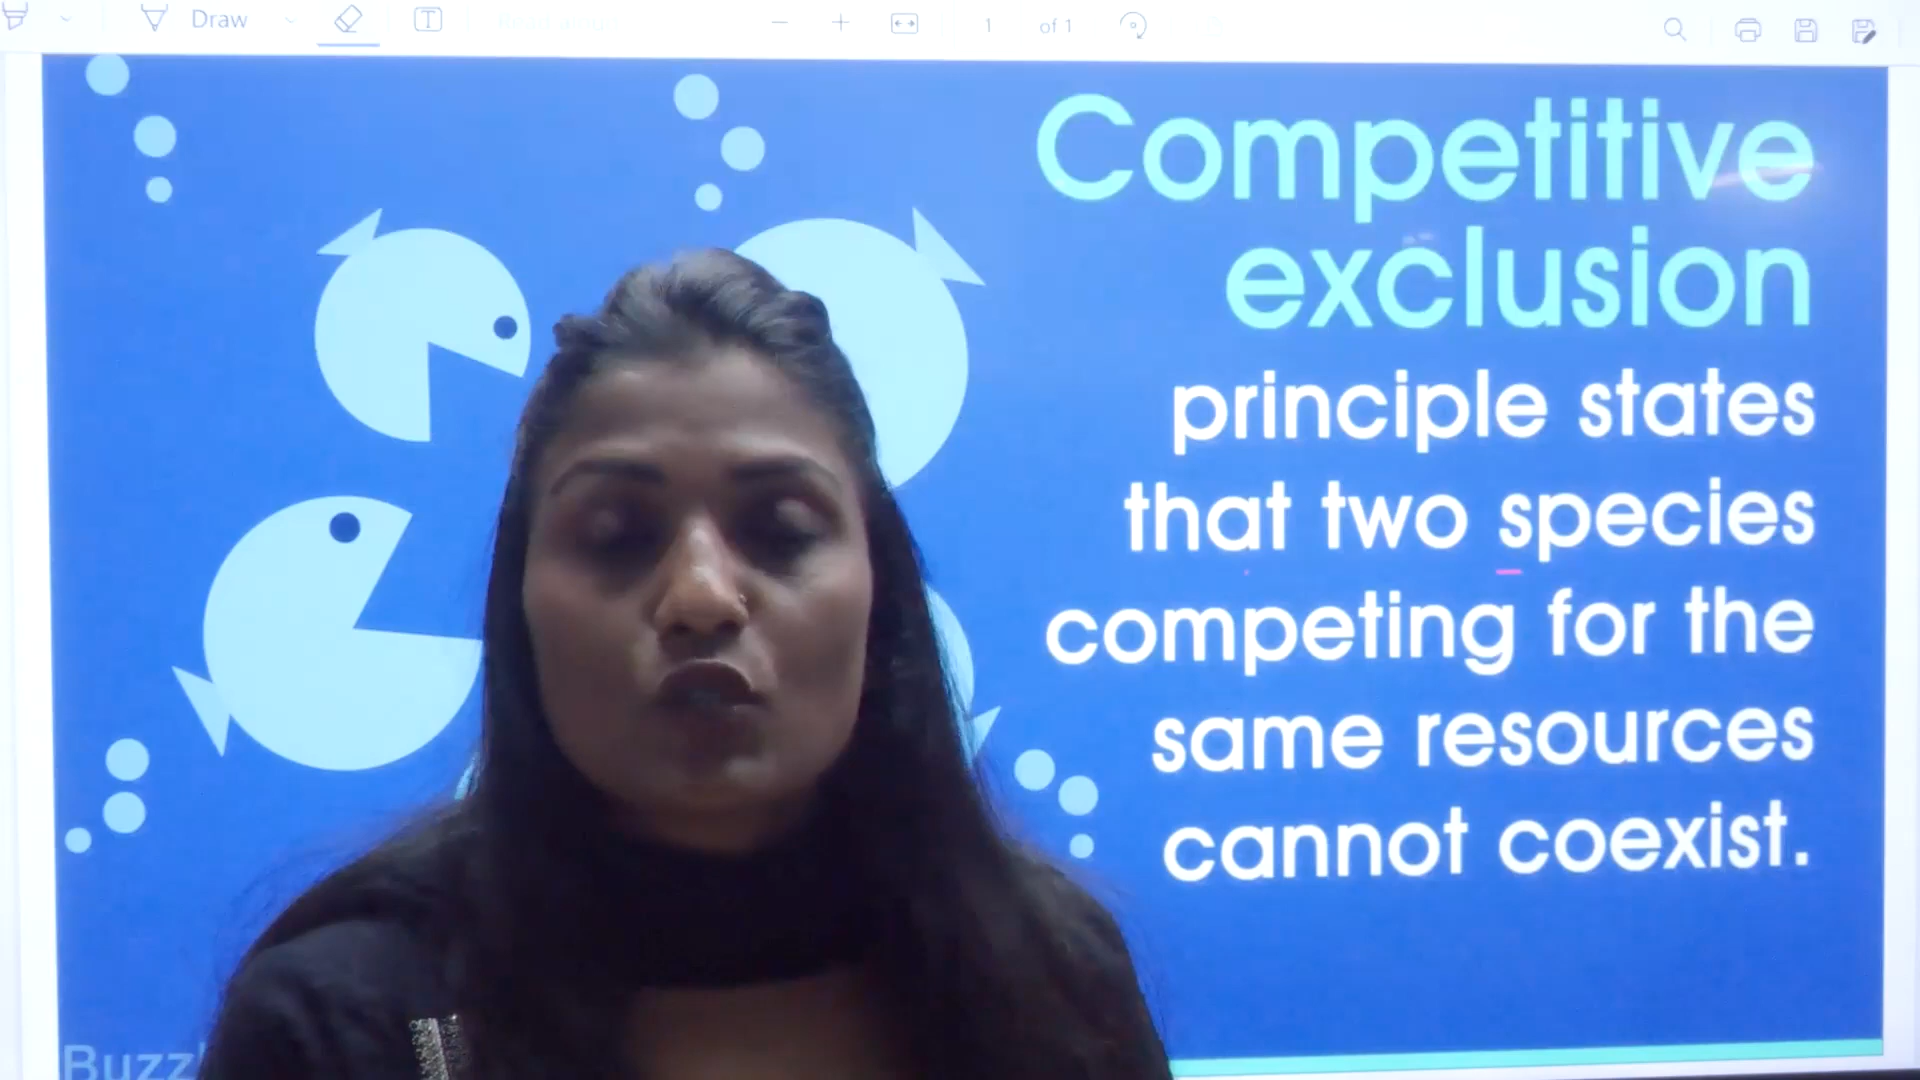 Draw
1 of 1
Competitive
exclusion
principle states
that two species
competing for the
same resources
cannot coexist.
Buzz